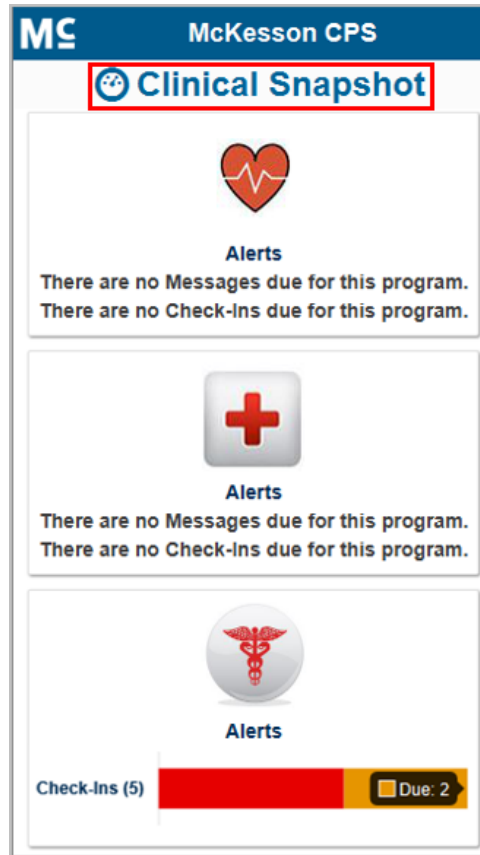 McKesson CPS
Clinical Snapshot
Alerts
There are no Messages due for this program.
There are no Check-Ins due for this program.
Alerts
There are no Messages due for this program.
There are no Check-Ins due for this program.
Alerts
Check-Ins (5)
Due: 2